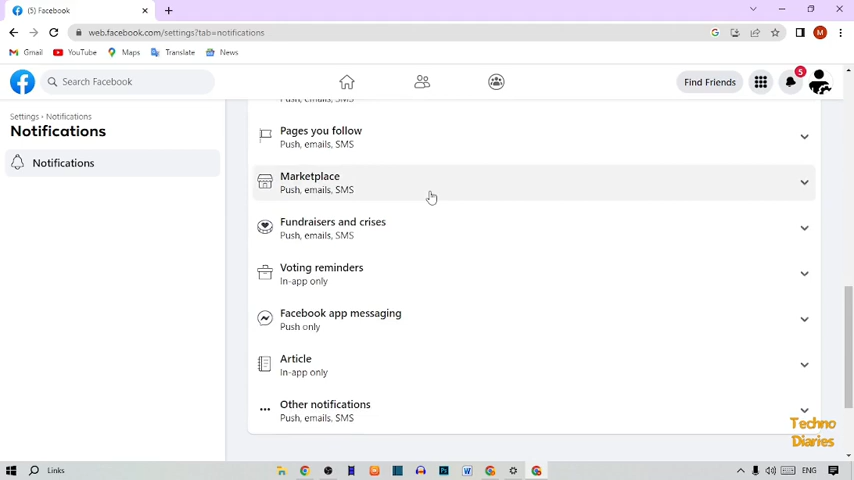 (5) Facebook
web.facebook.com/settings?tab=notifications
Gmail YouTube Maps Translate News
Search Facebook
Find Friends
5
M
Settings · Notifications
Notifications
Notifications
Push, emails, SMS
Pages you follow
Push, emails, SMS
Marketplace
Push, emails, SMS
Fundraisers and crises
Push, emails, SMS
Voting reminders
In-app only
Facebook app messaging
Push only
Article
In-app only
Other notifications
Push, emails, SMS
Techno
Diaries
Links
ENG